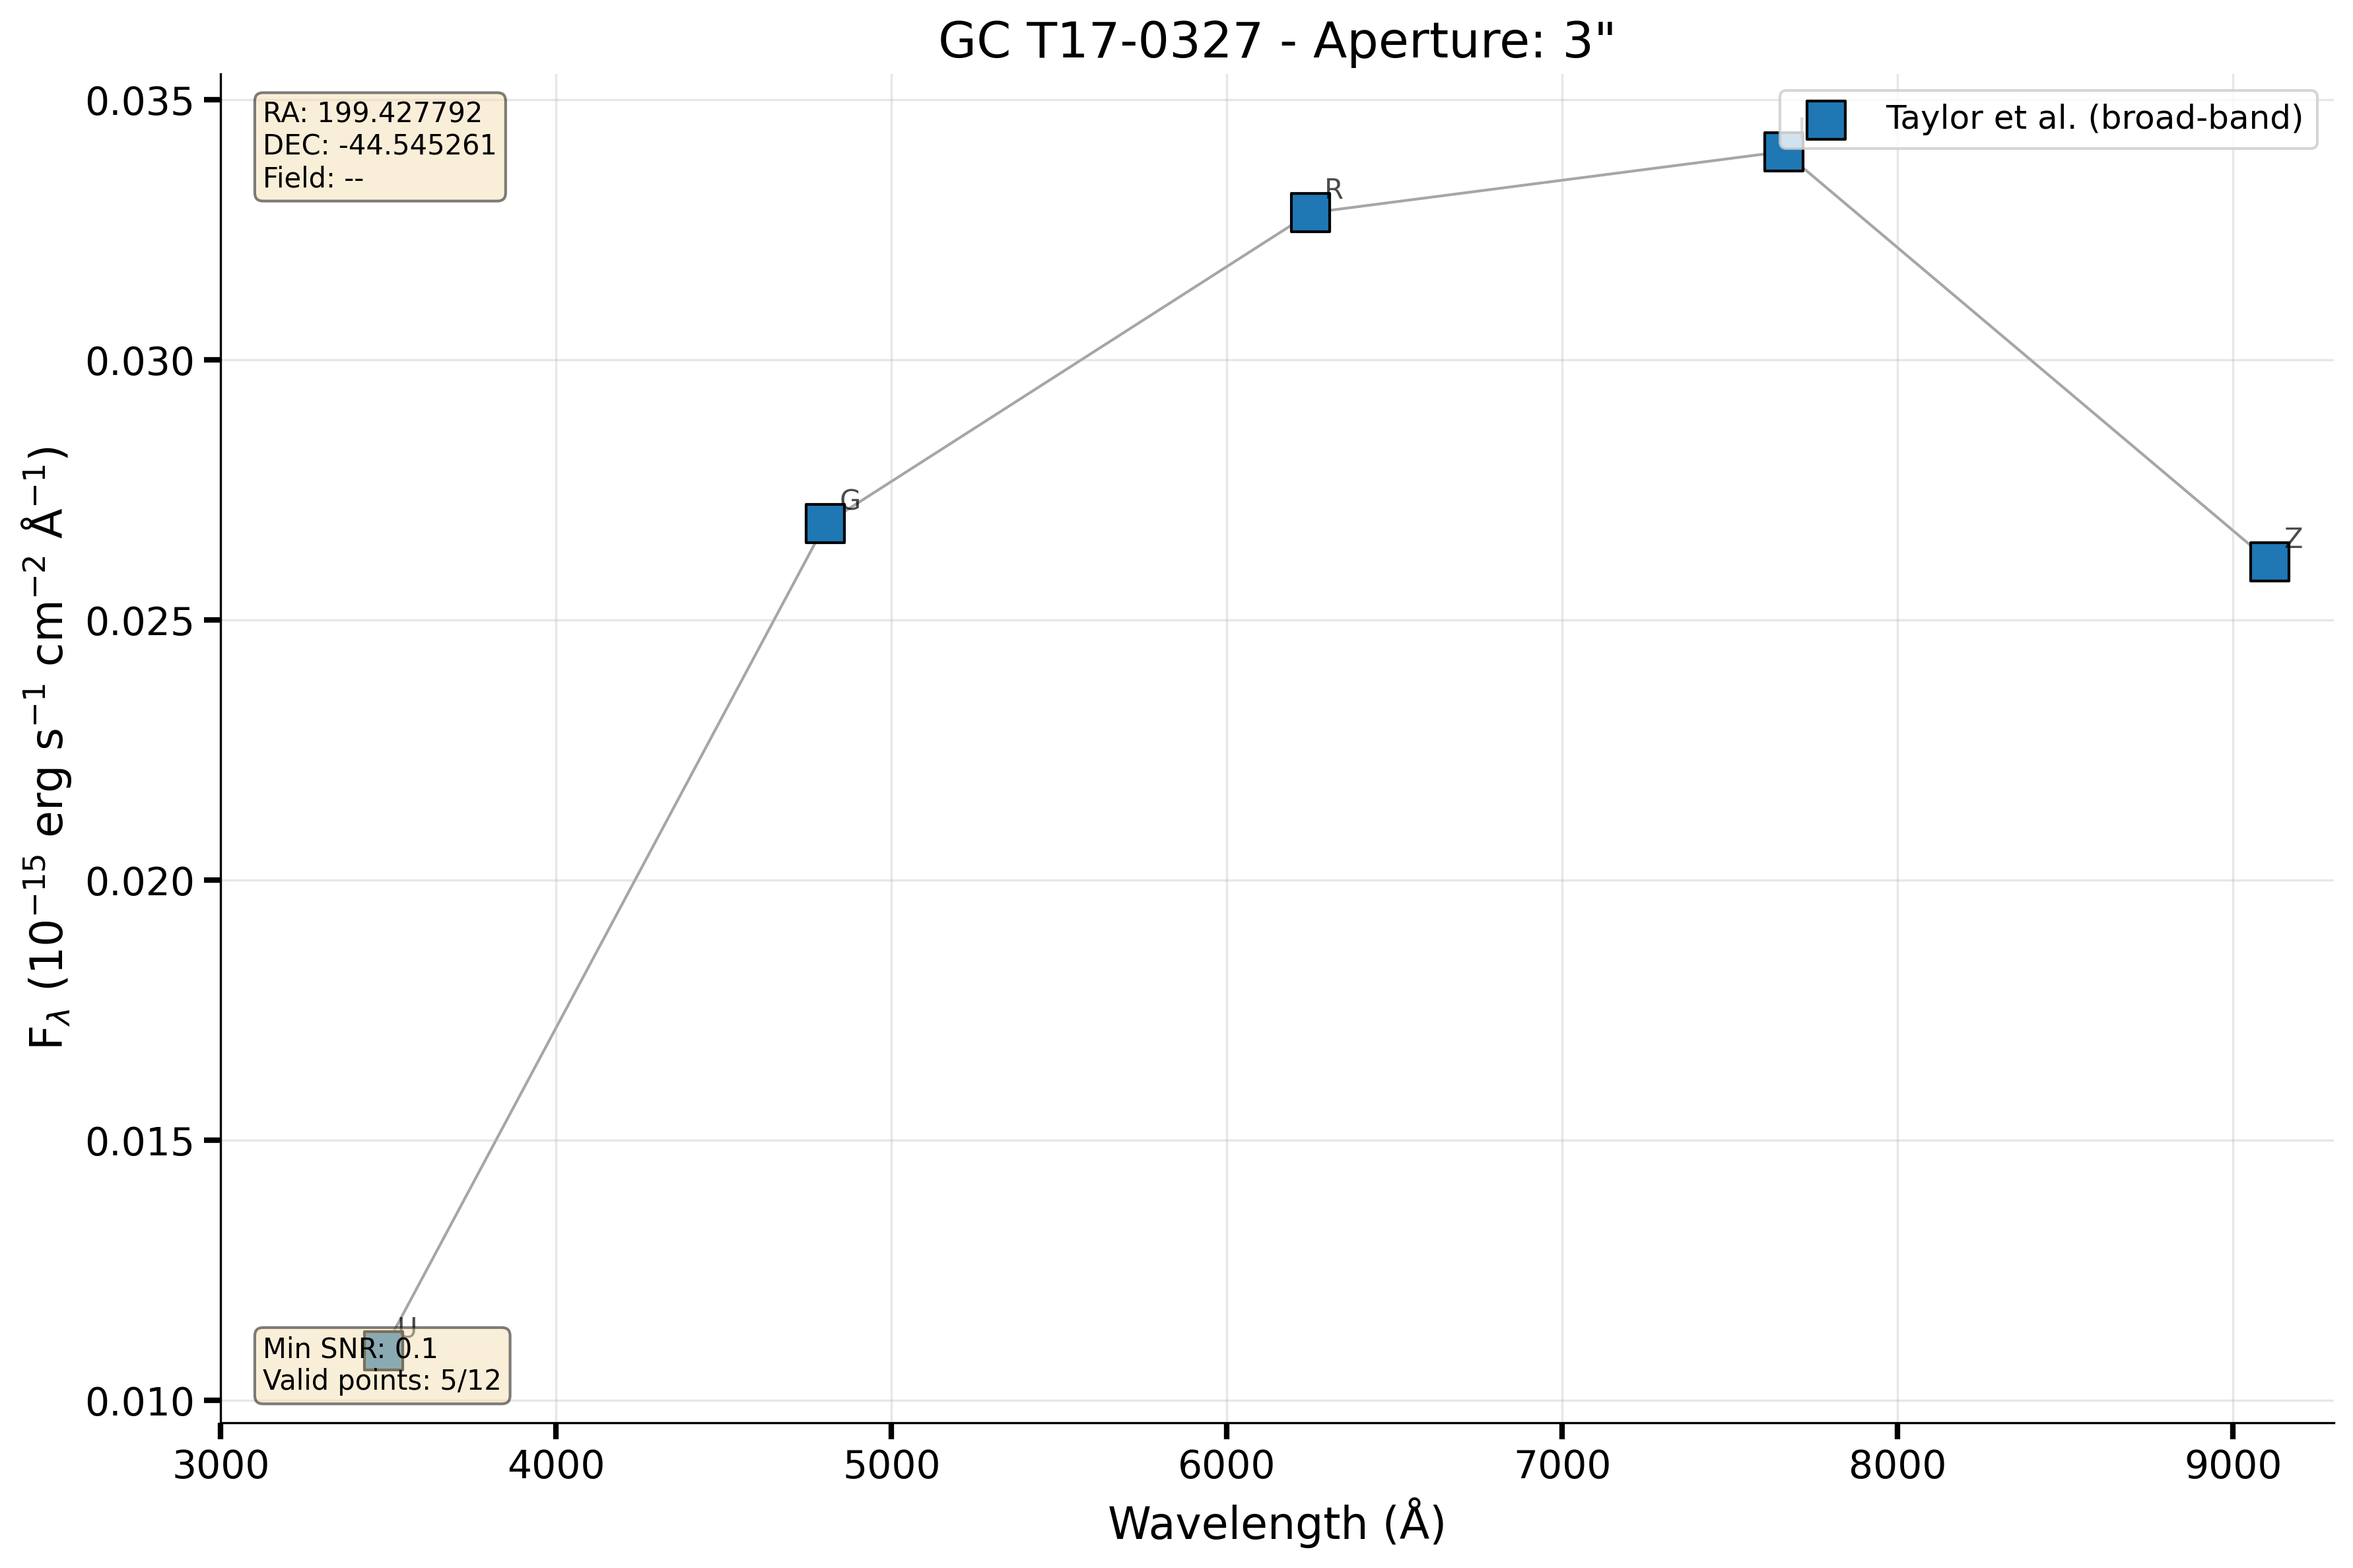 GC T17-0327 - Aperture: 3"
RA: 199.427792
DEC: -44.545261
Field: --
Taylor et al. (broad-band)
0.035
0.030
0.025
0.020
0.015
0.010
F_λ (10⁻¹⁵ erg s⁻¹ cm⁻² Å⁻¹)
U
G
R
Z
Min SNR: 0.1
Valid points: 5/12
3000 4000 5000 6000 7000 8000 9000
Wavelength (Å)